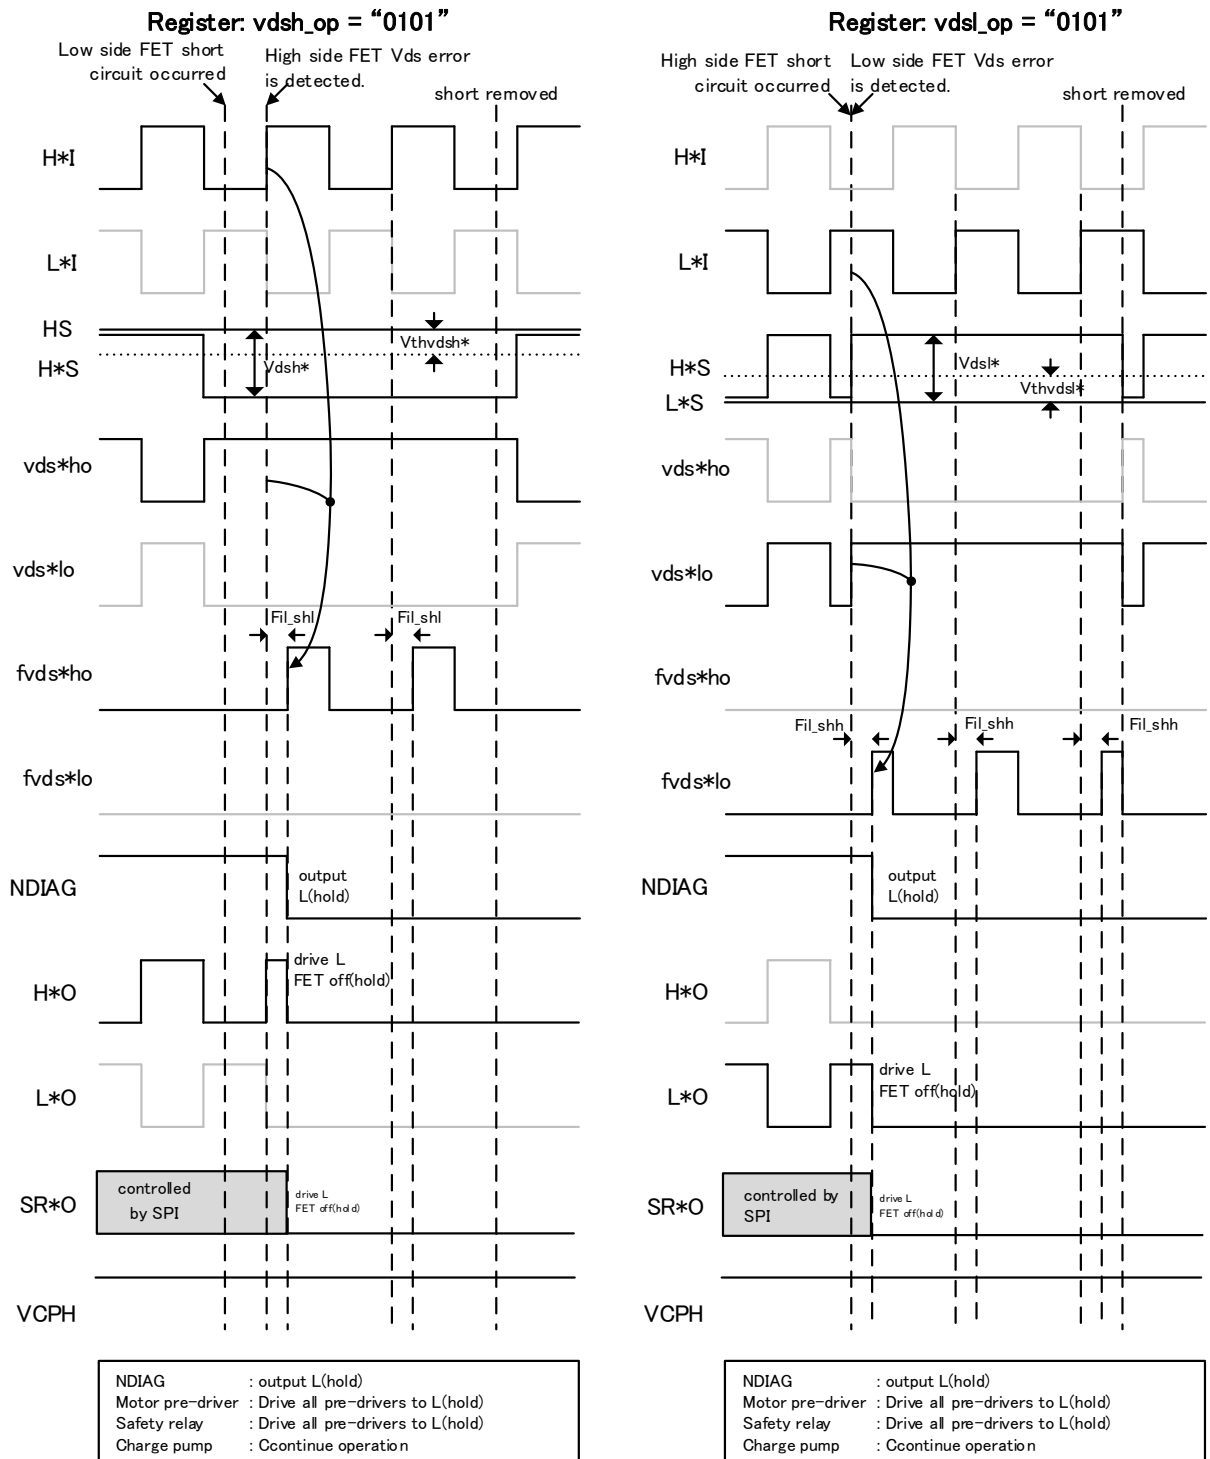 Register: vdsh_op = “0101”
Low side FET short
circuit occurred
High side FET Vds error
is detected.
short removed
H*I
L*I
HS
Vthvdsh*
H*S
Vdsh*
vds*ho
vds*lo
Fil_shl
Fil_shl
fvds*ho
fvds*lo
NDIAG
output
L(hold)
H*O
drive L
FET off(hold)
L*O
SR*O
controlled
by SPI
drive L
FET off(hold)
VCPH
NDIAG : output L(hold)
Motor pre-driver : Drive all pre-drivers to L(hold)
Safety relay : Drive all pre-drivers to L(hold)
Charge pump : Ccontinue operation
Register: vdsl_op = “0101”
High side FET short
circuit occurred
Low side FET Vds error
is detected.
short removed
H*I
L*I
H*S
Vdsl*
Vthvdsl*
L*S
vds*ho
vds*lo
fvds*ho
Fil_shh
Fil_shh
Fil_shh
fvds*lo
NDIAG
output
L(hold)
H*O
L*O
drive L
FET off(hold)
SR*O
controlled by
SPI
drive L
FET off(hold)
VCPH
NDIAG : output L(hold)
Motor pre-driver : Drive all pre-drivers to L(hold)
Safety relay : Drive all pre-drivers to L(hold)
Charge pump : Ccontinue operation